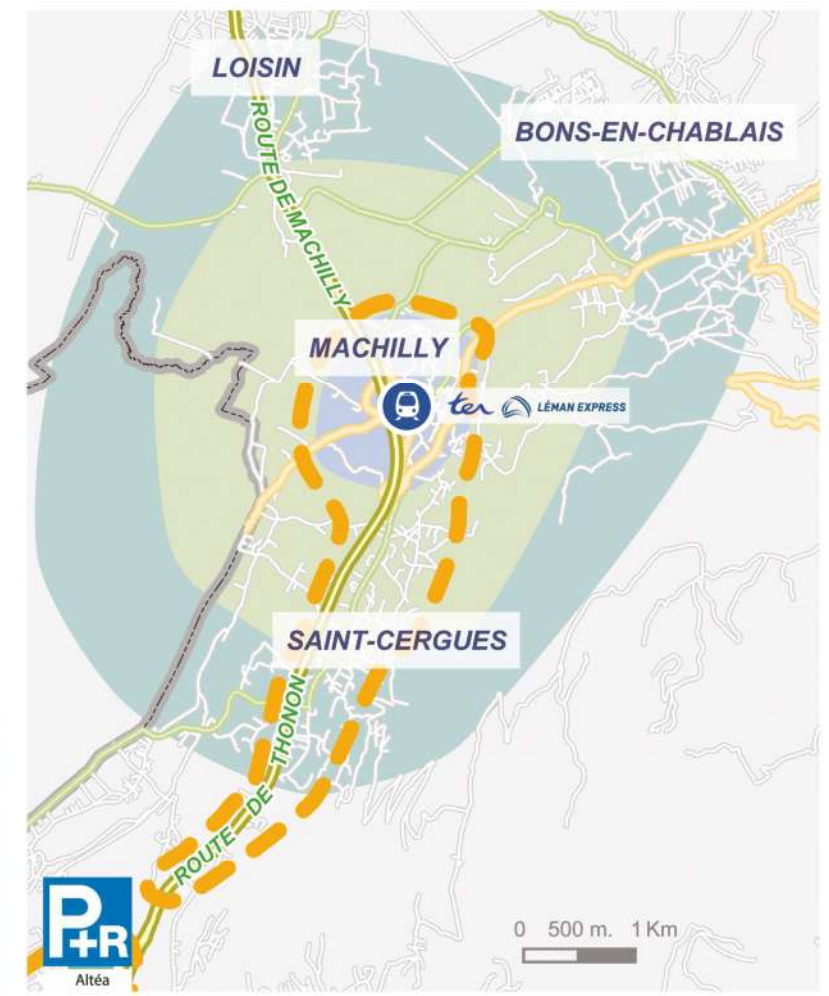 LOISIN
BONS-EN-CHABLAIS
ROUTE DE MACHILLY
MACHILLY
ter LÉMAN EXPRESS
SAINT-CERGUES
ROUTE DE THONON
P+R
Altéa
0 500 m. 1 Km